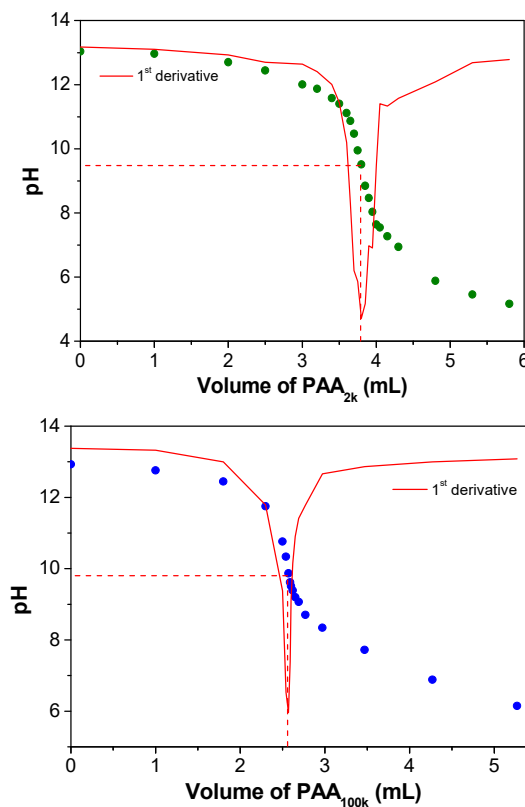 14
12
10
8
6
4
pH
1st derivative
0 1 2 3 4 5 6
Volume of PAA2k (mL)
14
12
10
8
6
pH
1st derivative
0 1 2 3 4 5
Volume of PAA100k (mL)